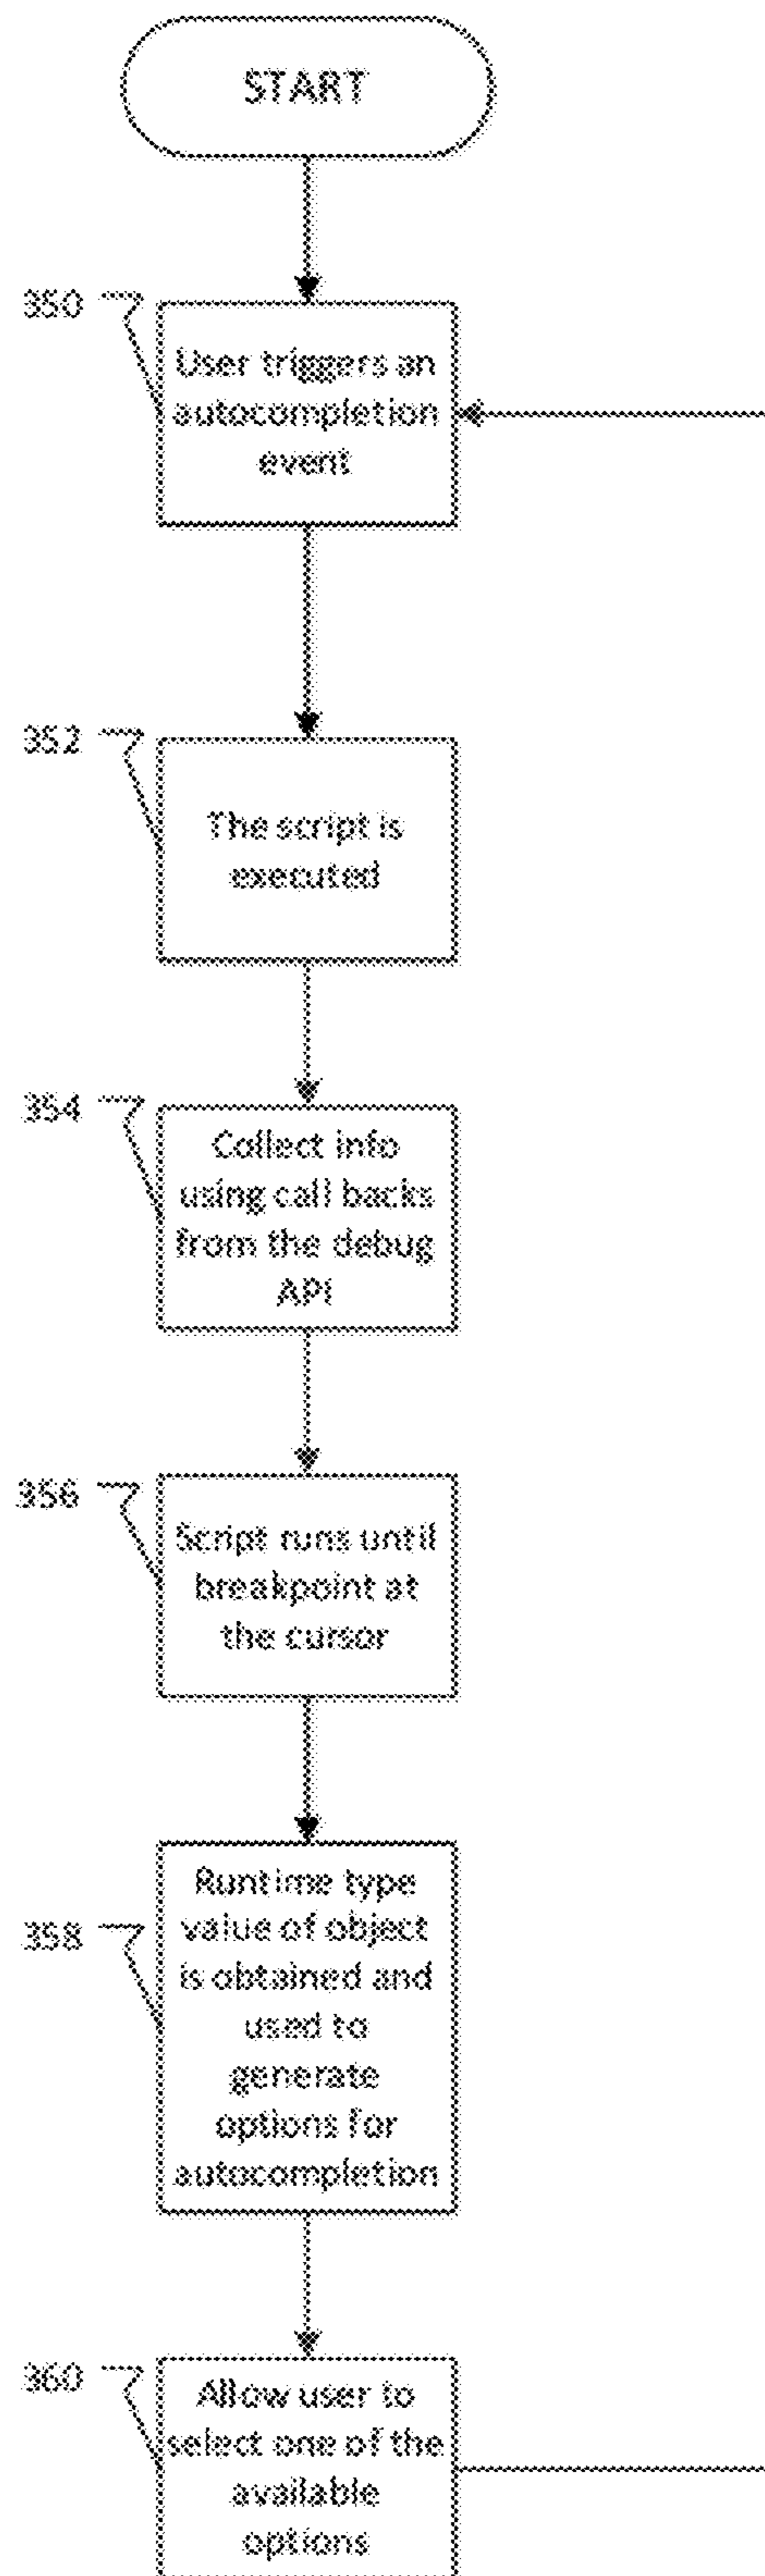 START
350
User triggers an
autocompletion
event
352
The script is
executed
354
Collect info
using call backs
from the debug
API
356
Script runs until
breakpoint at
the cursor
358
Runtime type
value of object
is obtained and
used to
generate
options for
autocompletion
360
Allow user to
select one of the
available
options